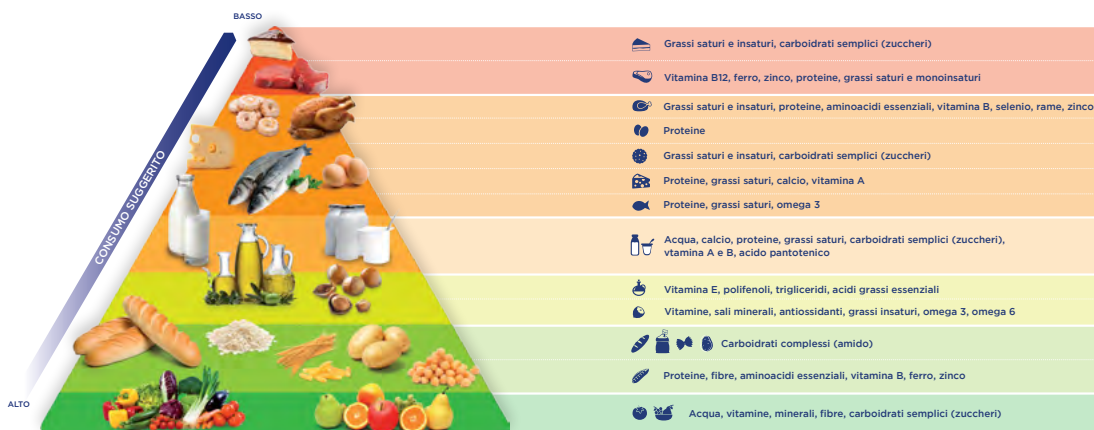 BASSO
CONSUMO SUGGERITO
ALTO
Grassi saturi e insaturi, carboidrati semplici (zuccheri)
Vitamina B12, ferro, zinco, proteine, grassi saturi e monoinsaturi
Grassi saturi e insaturi, proteine, aminoacidi essenziali, vitamina B, selenio, rame, zinco
Proteine
Grassi saturi e insaturi, carboidrati semplici (zuccheri)
Proteine, grassi saturi, calcio, vitamina A
Proteine, grassi saturi, omega 3
Acqua, calcio, proteine, grassi saturi, carboidrati semplici (zuccheri),
vtamina A e B, acido pantotenico
Vitamina E, polifenoli, trigliceridi, acidi grassi essenziali
Vitamine, sali minerali, antiossidanti, grassi insaturi, omega 3, omega 6
Carboidrati complessi (amido)
Proteine, fibre, aminoacidi essenziali, vitamina B, ferro, zinco
Acqua, vitamine, minerali, fibre, carboidrati semplici (zuccheri)